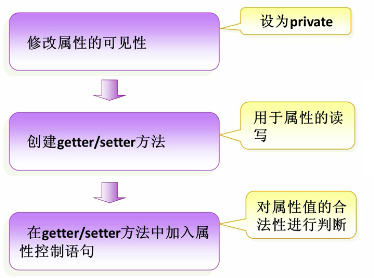 修改属性的可见性
设为private
创建getter/setter方法
用于属性的读
写
在getter/setter方法中加入属
性控制语句
对属性值的合
法性进行判断